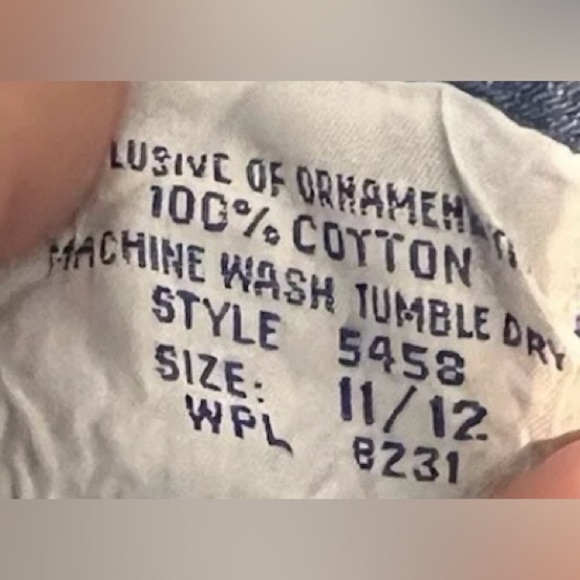 LUSIVE OF ORNAMEN
100% COTTON
MACHINE WASH TUMBLE DRY
STYLE 5458
SIZE: 11/12
WPL 8231